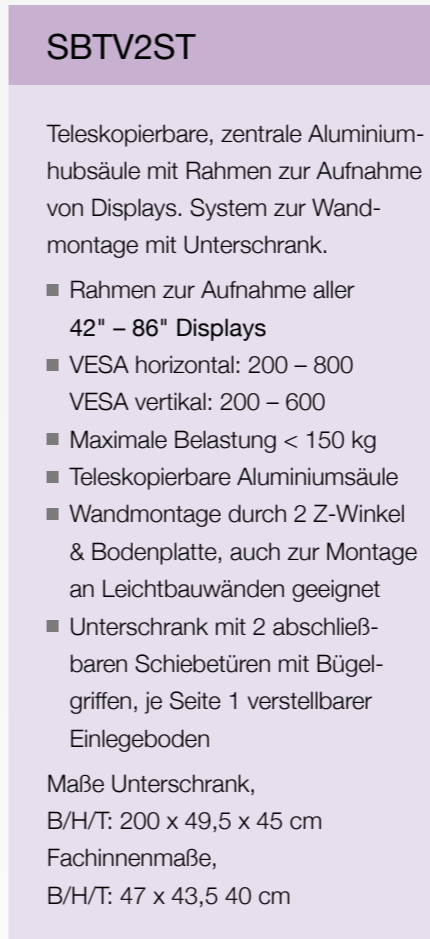 SBTV2ST
Teleskopierbare, zentrale Aluminium-
hubsäule mit Rahmen zur Aufnahme
von Displays. System zur Wand-
montage mit Unterschrank.
■ Rahmen zur Aufnahme aller
42" – 86" Displays
■ VESA horizontal: 200 – 800
VESA vertikal: 200 – 600
■ Maximale Belastung < 150 kg
■ Teleskopierbare Aluminiumsäule
■ Wandmontage durch 2 Z-Winkel
& Bodenplatte, auch zur Montage
an Leichtbauwänden geeignet
■ Unterschrank mit 2 abschließ-
baren Schiebetüren mit Bügel-
griffen, je Seite 1 verstellbarer
Einlegeboden
Maße Unterschrank,
B/H/T: 200 x 49,5 x 45 cm
Fachinnenmaße,
B/H/T: 47 x 43,5 40 cm